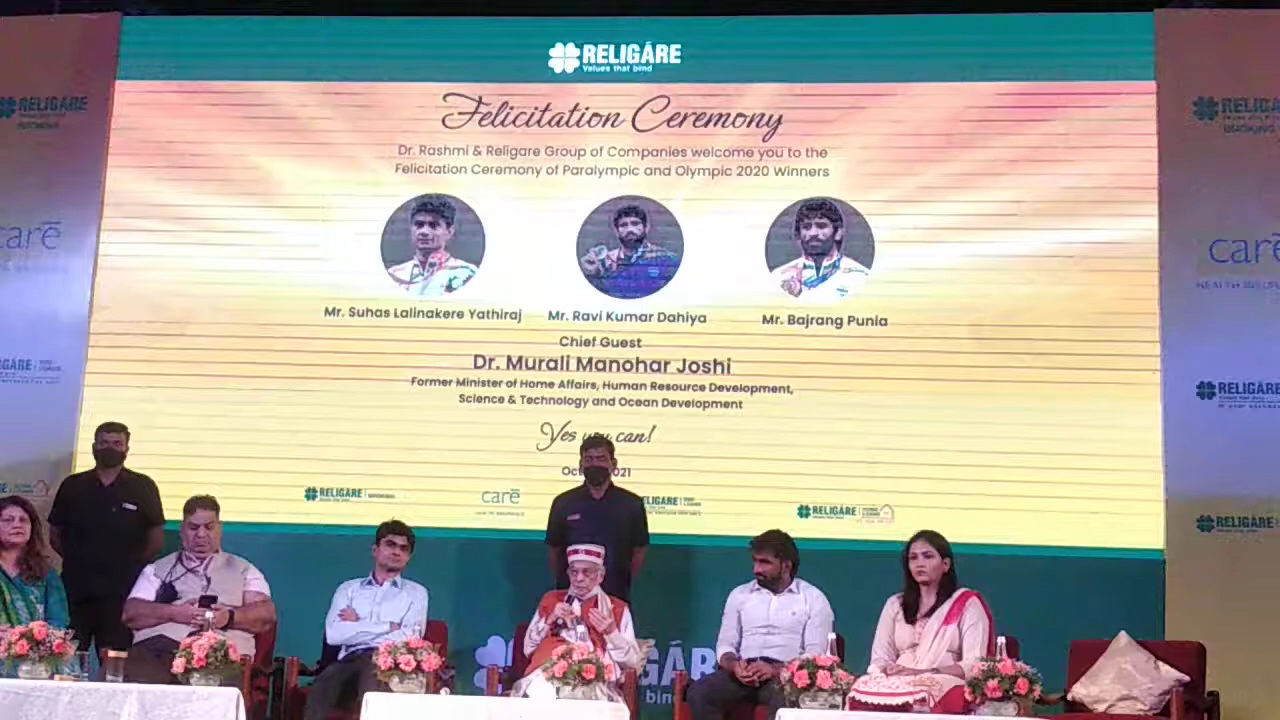 RELIGARE
Values that bind
Felicitation Ceremony
Dr. Rashmi & Religare Group of Companies welcome you to the
Felicitation Ceremony of Paralympic and Olympic 2020 Winners
Mr. Suhas Lalinakere Yathiraj
Mr. Ravi Kumar Dahiya
Mr. Bajrang Punia
Chief Guest
Dr. Murali Manohar Joshi
Former Minister of Home Affairs, Human Resource Development,
Science & Technology and Ocean Development
Yes you can!
RELIGARE
care
RELIGARE
RELIGARE
RELIGARE
care
RELIGARE
care
RELIGARE
RELIGARE